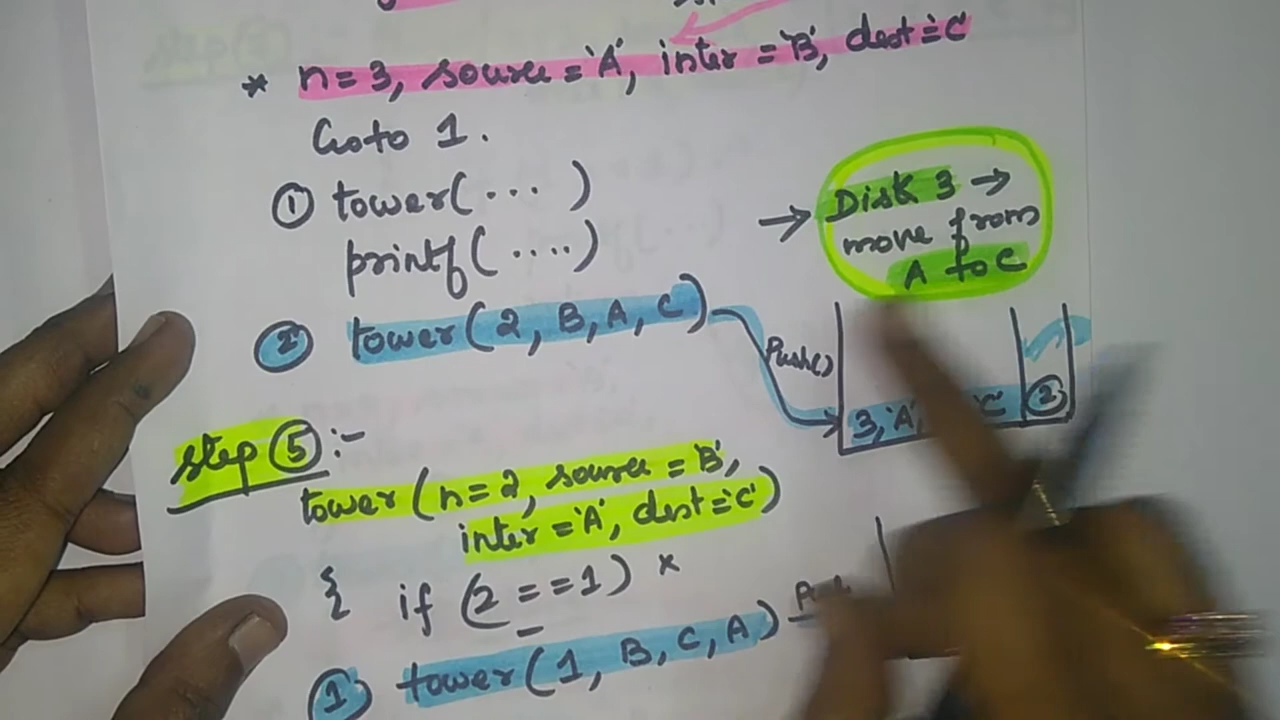 * n=3, source='A', inter='B', dest='C'
Goto 1.
① tower(...)
printf(....)
→ Disk 3 →
move from
A to C
② tower(2, B, A, C)
Push()
3, 'A', C' ②
step ⑤:-
tower(n=2, source='B',
inter='A', dest='C')
{ if (2==1) ×
① tower(1, B, C, A)